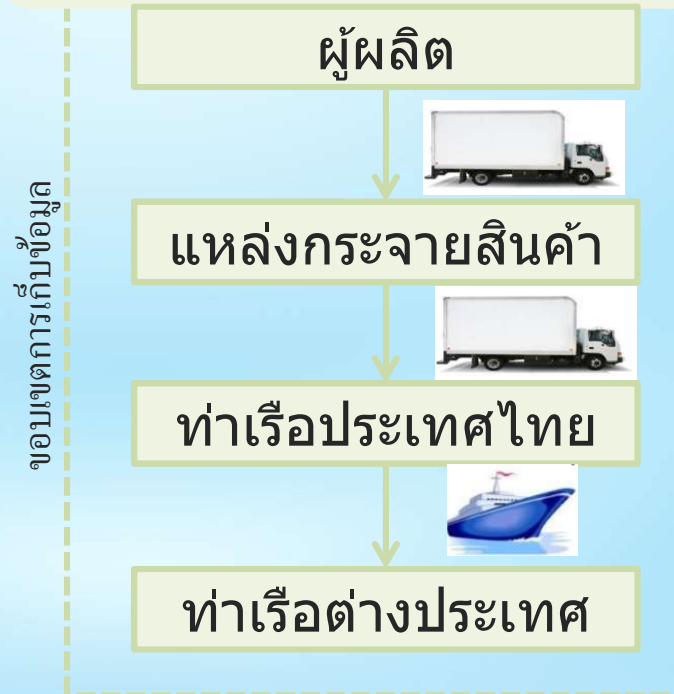 ขอบเขตการเก็บข้อมูล
ผู้ผลิต
แหล่งกระจายสินค้า
ท่าเรือประเทศไทย
ท่าเรือต่างประเทศ